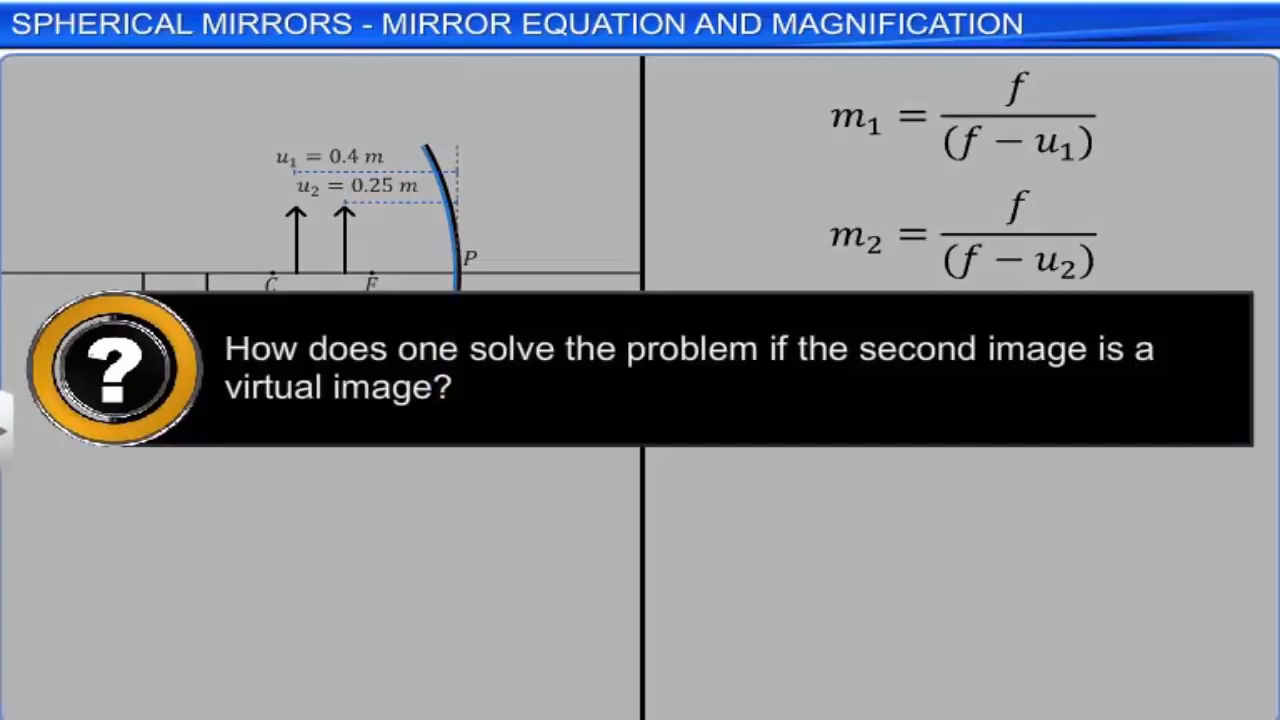 SPHERICAL MIRRORS - MIRROR EQUATION AND MAGNIFICATION
u₁ = 0.4 m
u₂ = 0.25 m
P
C F
m₁ = f / (f − u₁)
m₂ = f / (f − u₂)
?
How does one solve the problem if the second image is a
virtual image?